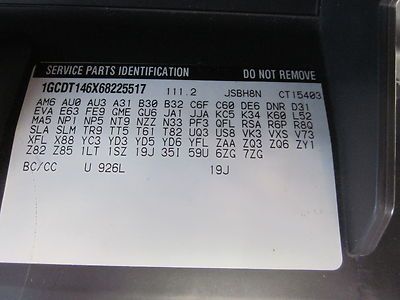 SERVICE PARTS IDENTIFICATION DO NOT REMOVE
1GCDT146X68225517 111.2 JSBH8N CT15403
AM6 AU0 AU3 A31 B30 B32 C6F C60 DE6 DNR D31
EVA E63 FE9 GME GU6 JA1 JJA KC5 K34 K60 L52
MA5 NP1 NP5 NT9 NZZ N33 PF3 QFL RSA R6P R8Q
SLA SLM TR9 TT5 T61 T82 UQ3 US8 VK3 VXS V73
XFL X88 YC3 YD3 YD5 YD6 YFL ZAA ZQ3 ZQ6 ZY1
Z82 Z85 1LT 1SZ 19J 35I 59U 6ZG 7ZG
BC/CC U 926L 19J